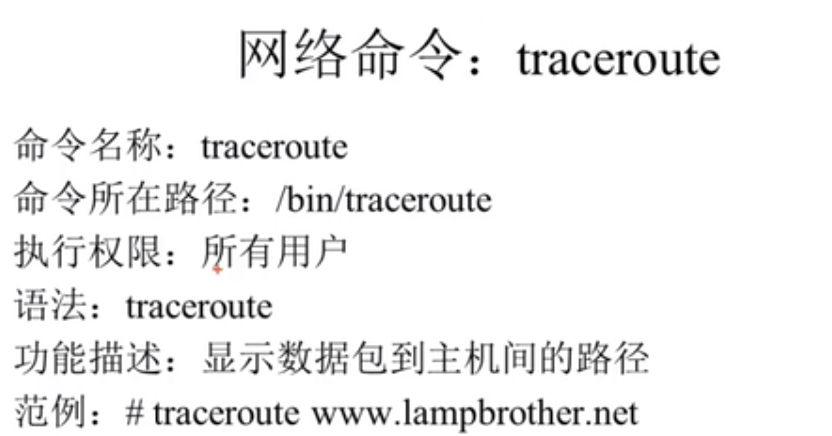 网络命令：traceroute
命令名称：traceroute
命令所在路径：/bin/traceroute
执行权限：所有用户
语法：traceroute
功能描述：显示数据包到主机间的路径
范例：# traceroute www.lampbrother.net